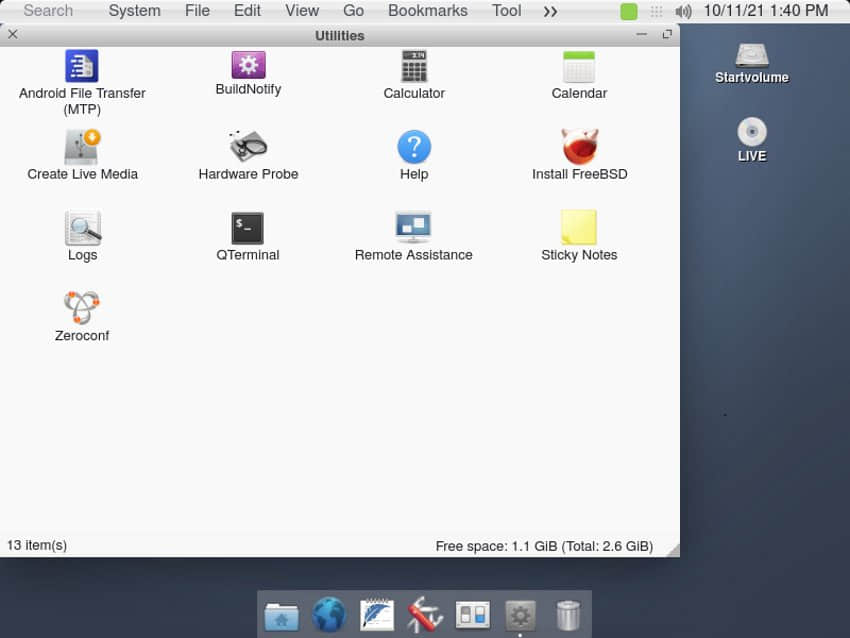 Search System File Edit View Go Bookmarks Tool >> 10/11/21 1:40 PM
Utilities
Startvolume
Android File Transfer
(MTP)
BuildNotify
Calculator
Calendar
LIVE
Create Live Media
Hardware Probe
Help
Install FreeBSD
Logs
QTerminal
Remote Assistance
Sticky Notes
Zeroconf
13 item(s)
Free space: 1.1 GiB (Total: 2.6 GiB)